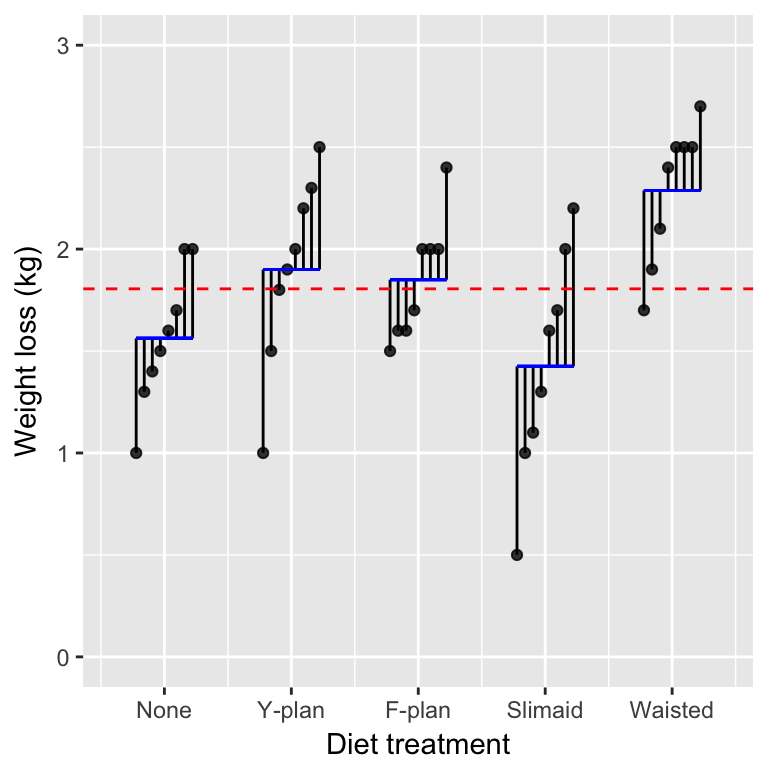 3
2
1
0
Weight loss (kg)
None Y-plan F-plan Slimaid Waisted
Diet treatment